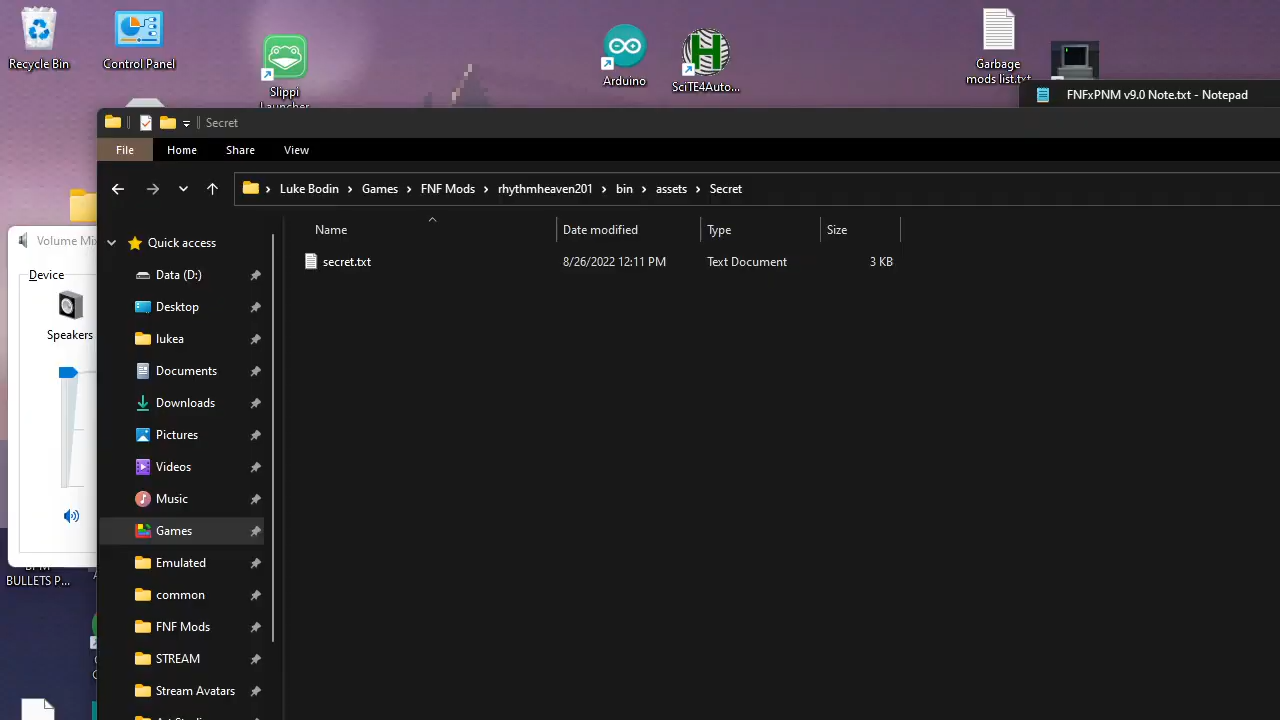 Recycle Bin
Control Panel
Slippi
Launcher
Arduino
SciTE4Auto...
Garbage
mods list.txt
FNFxPNM v9.0 Note.txt - Notepad
Secret
File
Home
Share
View
Luke Bodin
Games
FNF Mods
rhythmheaven201
bin
assets
Secret
Name
Date modified
Type
Size
secret.txt
8/26/2022 12:11 PM
Text Document
3 KB
Volume Mix
Device
Speakers
Quick access
Data (D:)
Desktop
lukea
Documents
Downloads
Pictures
Videos
Music
Games
Emulated
common
FNF Mods
STREAM
Stream Avatars
BULLETS P...